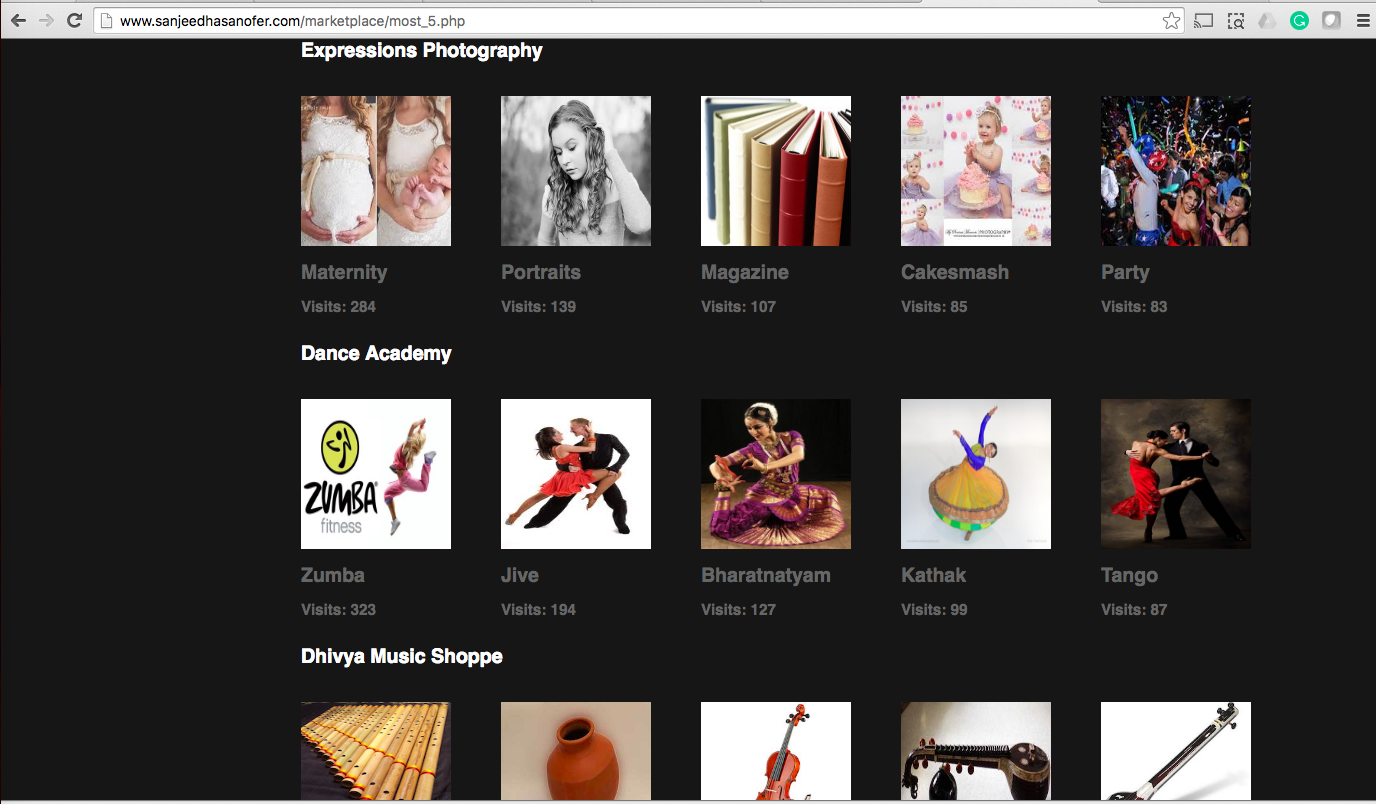 www.sanjeedhasanofer.com/marketplace/most_5.php
Expressions Photography
Maternity Portraits Magazine Cakesmash Party
Visits: 284 Visits: 139 Visits: 107 Visits: 85 Visits: 83
Dance Academy
ZUMBA
fitness
Zumba Jive Bharatnatyam Kathak Tango
Visits: 323 Visits: 194 Visits: 127 Visits: 99 Visits: 87
Dhivya Music Shoppe